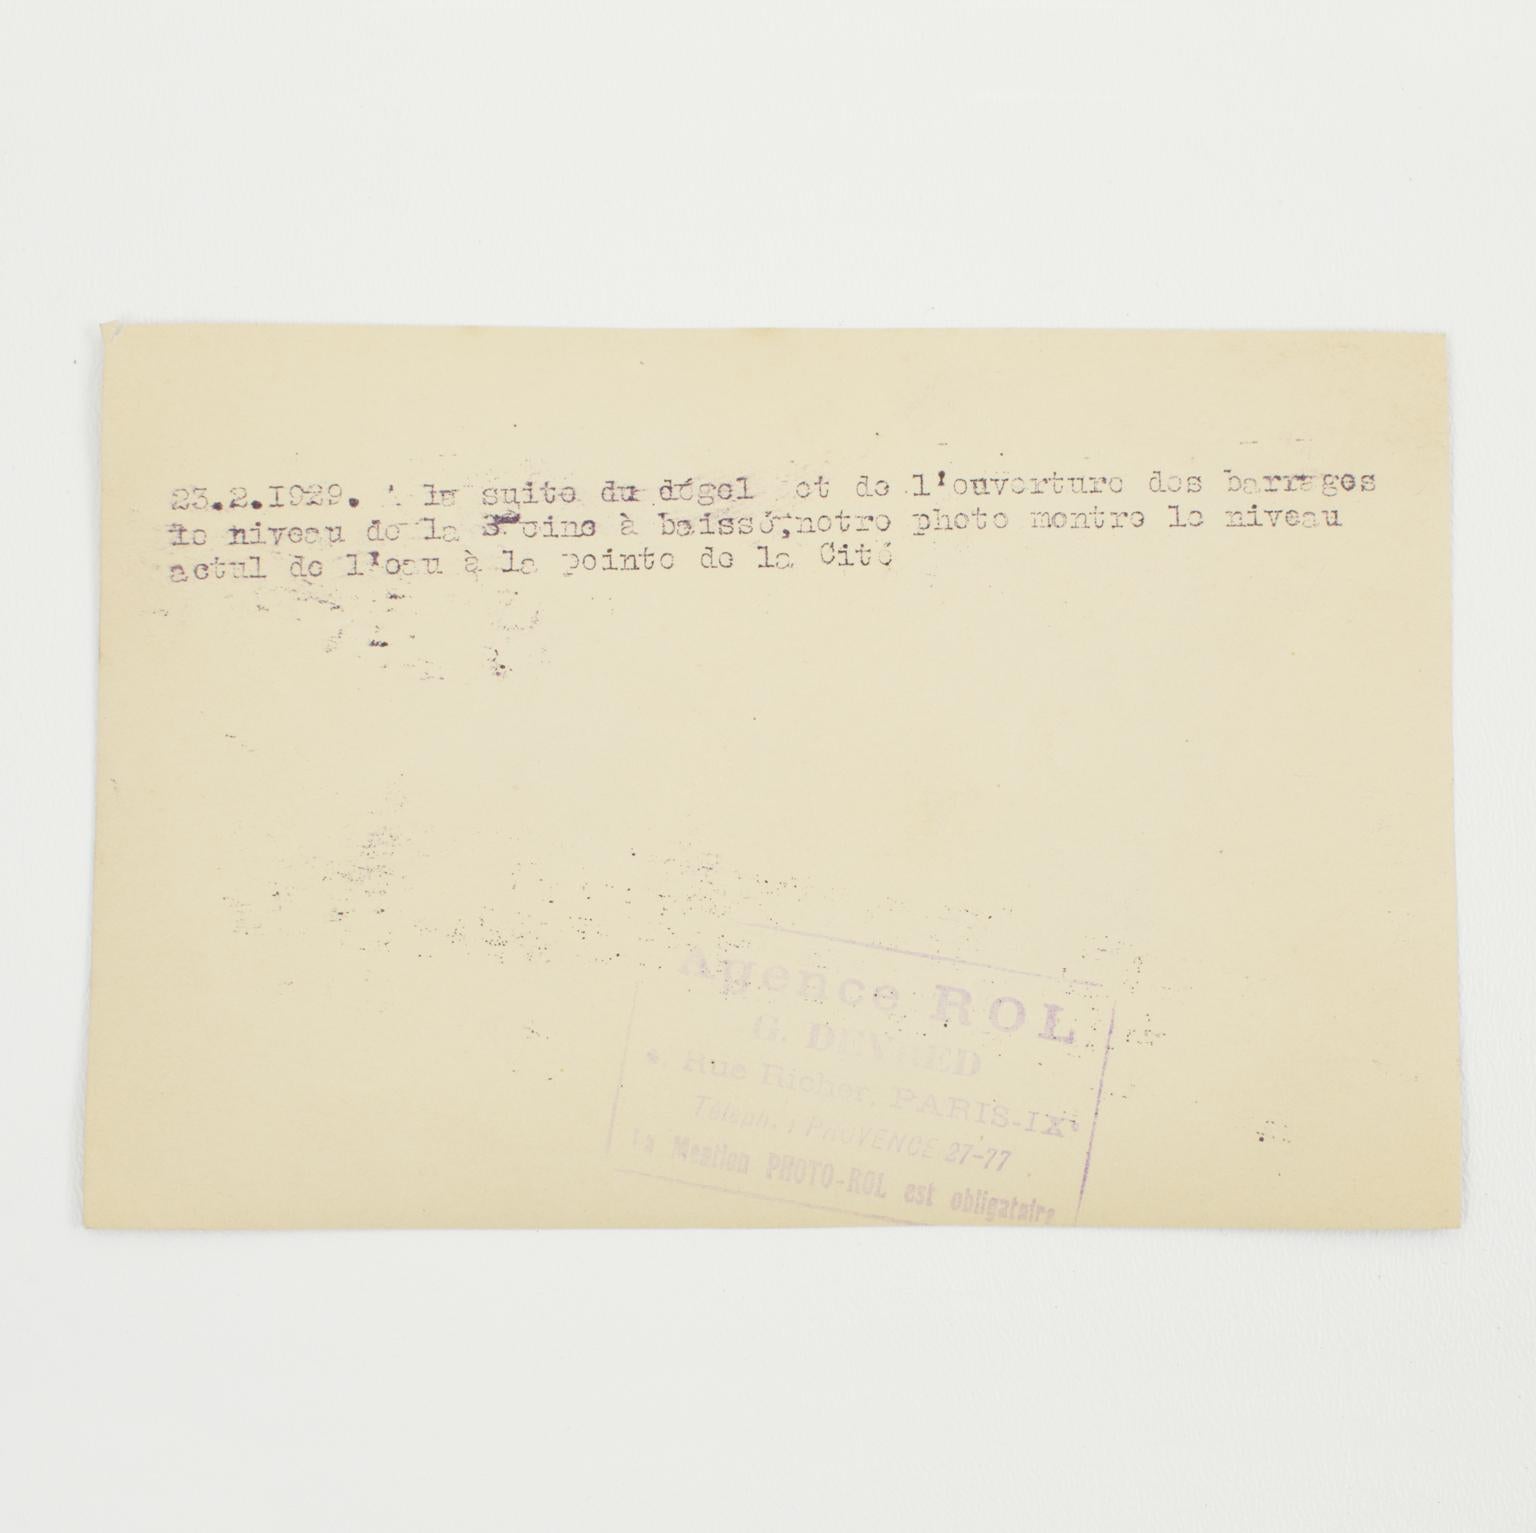 23.2.1929. A la suite du dégel et de l'ouverture des barrages
le niveau de la Seine à baissé,notre photo montre le niveau
actul de l'eau à la pointe de la Cité
Agence ROL
G. DEVRED
Rue Richer, PARIS-IXe
Téleph. : PROVENCE 27-77
La Mention PHOTO-ROL est obligatoire